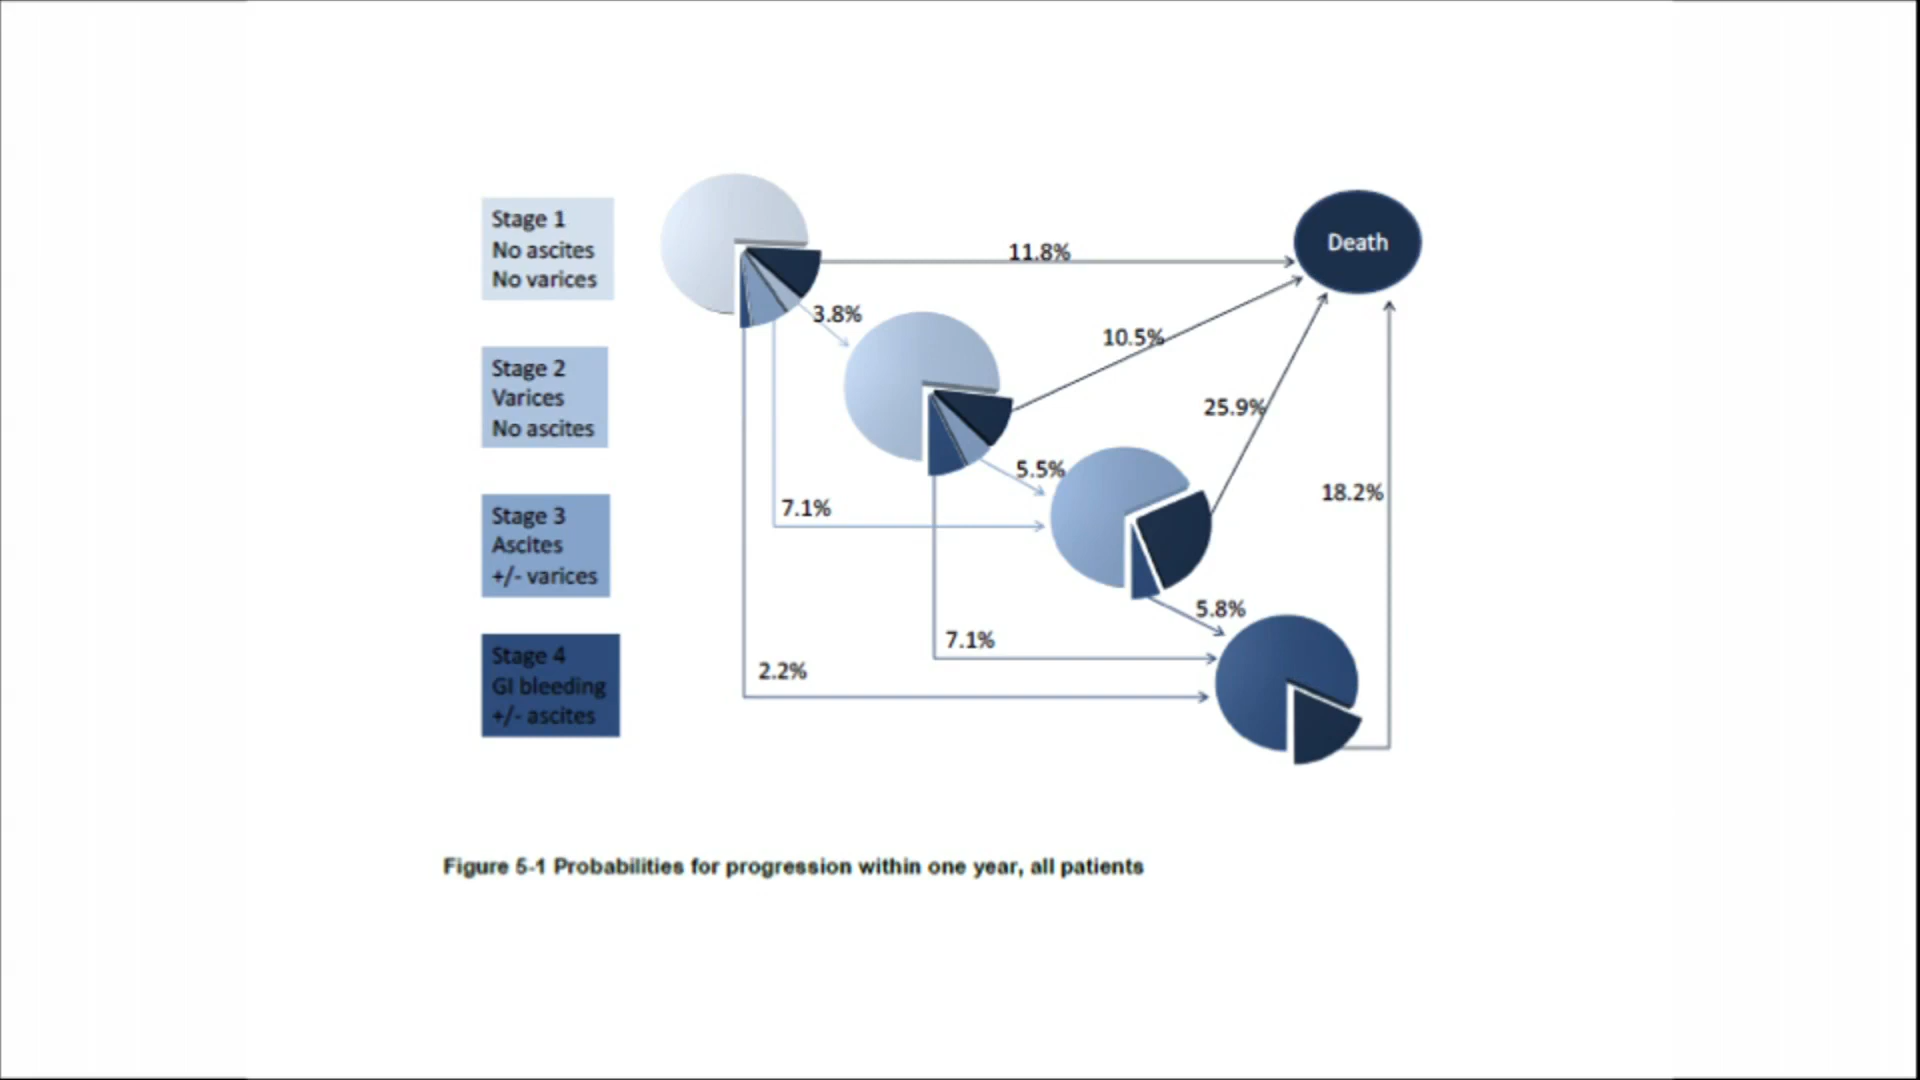 Stage 1
No ascites
No varices
Stage 2
Varices
No ascites
Stage 3
Ascites
+/- varices
Stage 4
GI bleeding
+/- ascites
Death
11.8%
3.8%
10.5%
25.9%
5.5%
18.2%
7.1%
5.8%
7.1%
2.2%
Figure 5-1 Probabilities for progression within one year, all patients